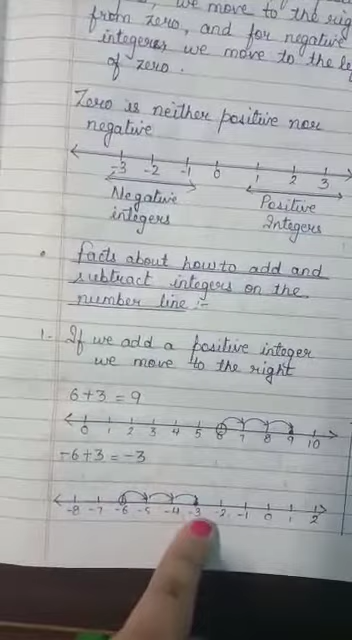 we move to the rig
from zero, and for negative
integeres, we move to the le
of zero.
Zero is neither positive nor
negative
-3 -2 -1 0 1 2 3
Negative integers
Positive Integers
facts about how to add and
subtract integers on the
number line :-
1. If we add a positive integer
we move to the right
6+3 = 9
0 1 2 3 4 5 6 7 8 9 10
-6+3 = -3
-8 -7 -6 -5 -4 -3 -2 -1 0 1 2